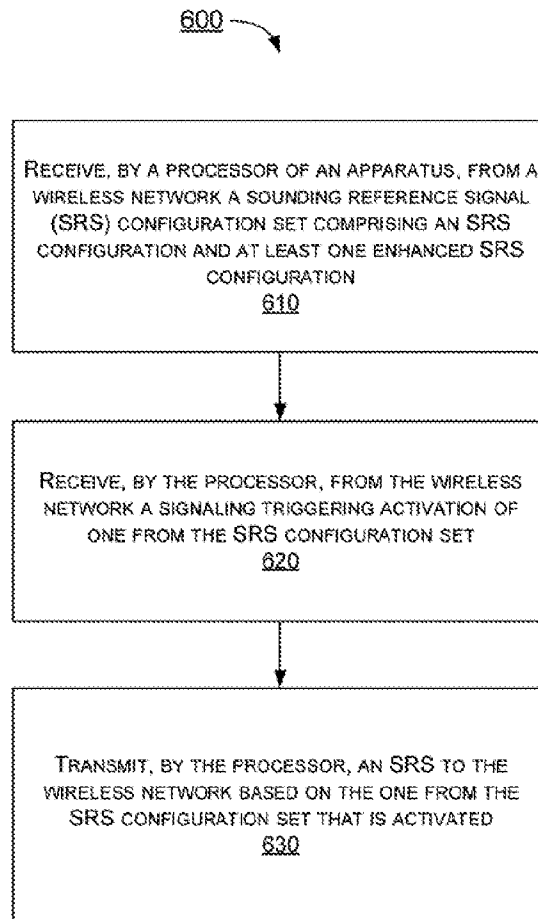 600
RECEIVE, BY A PROCESSOR OF AN APPARATUS, FROM A
WIRELESS NETWORK A SOUNDING REFERENCE SIGNAL
(SRS) CONFIGURATION SET COMPRISING AN SRS
CONFIGURATION AND AT LEAST ONE ENHANCED SRS
CONFIGURATION
610
RECEIVE, BY THE PROCESSOR, FROM THE WIRELESS
NETWORK A SIGNALING TRIGGERING ACTIVATION OF
ONE FROM THE SRS CONFIGURATION SET
620
TRANSMIT, BY THE PROCESSOR, AN SRS TO THE
WIRELESS NETWORK BASED ON THE ONE FROM THE
SRS CONFIGURATION SET THAT IS ACTIVATED
630